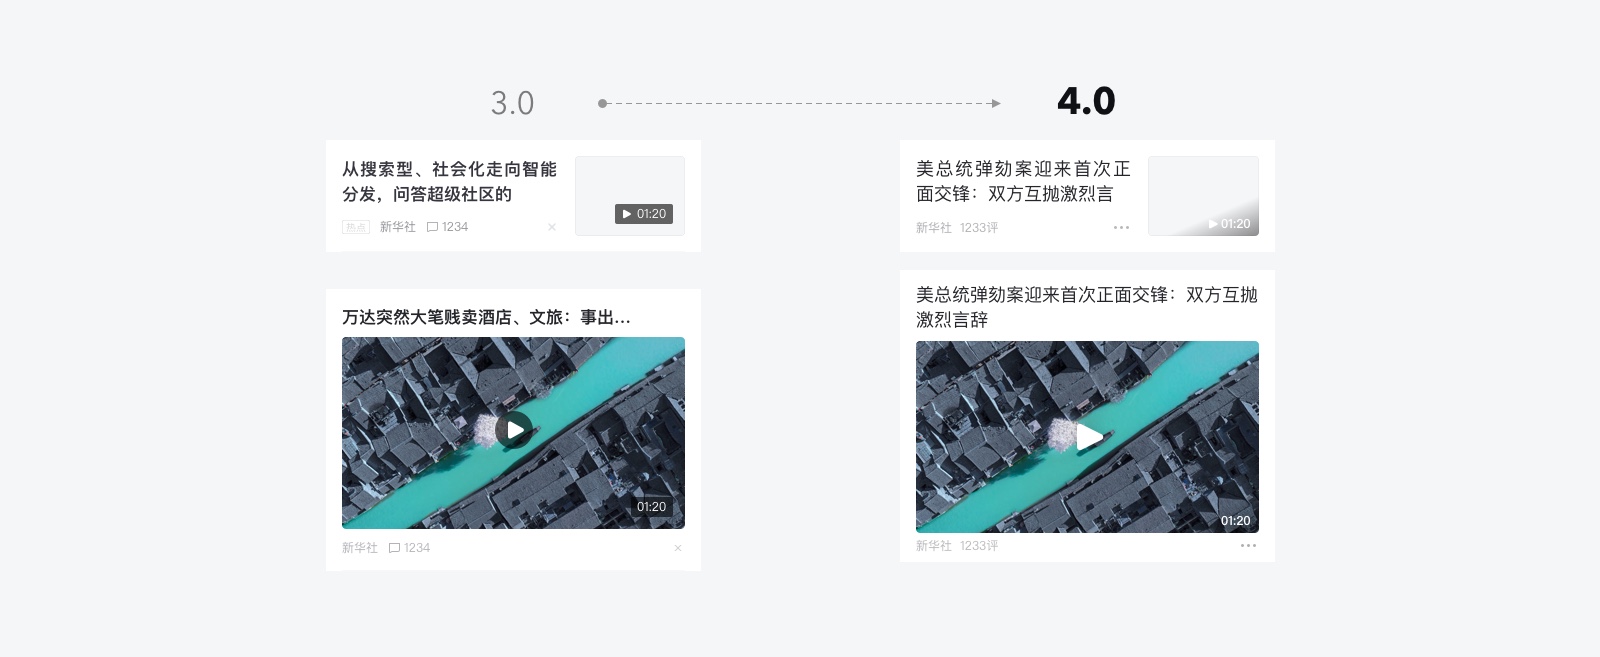 3.0
4.0
从搜索型、社会化走向智能
分发，问答超级社区的
01:20
热点 新华社 1234
万达突然大笔贱卖酒店、文旅：事出...
01:20
新华社 1234
美总统弹劾案迎来首次正
面交锋：双方互抛激烈言
01:20
新华社 1233评
美总统弹劾案迎来首次正面交锋：双方互抛
激烈言辞
01:20
新华社 1233评